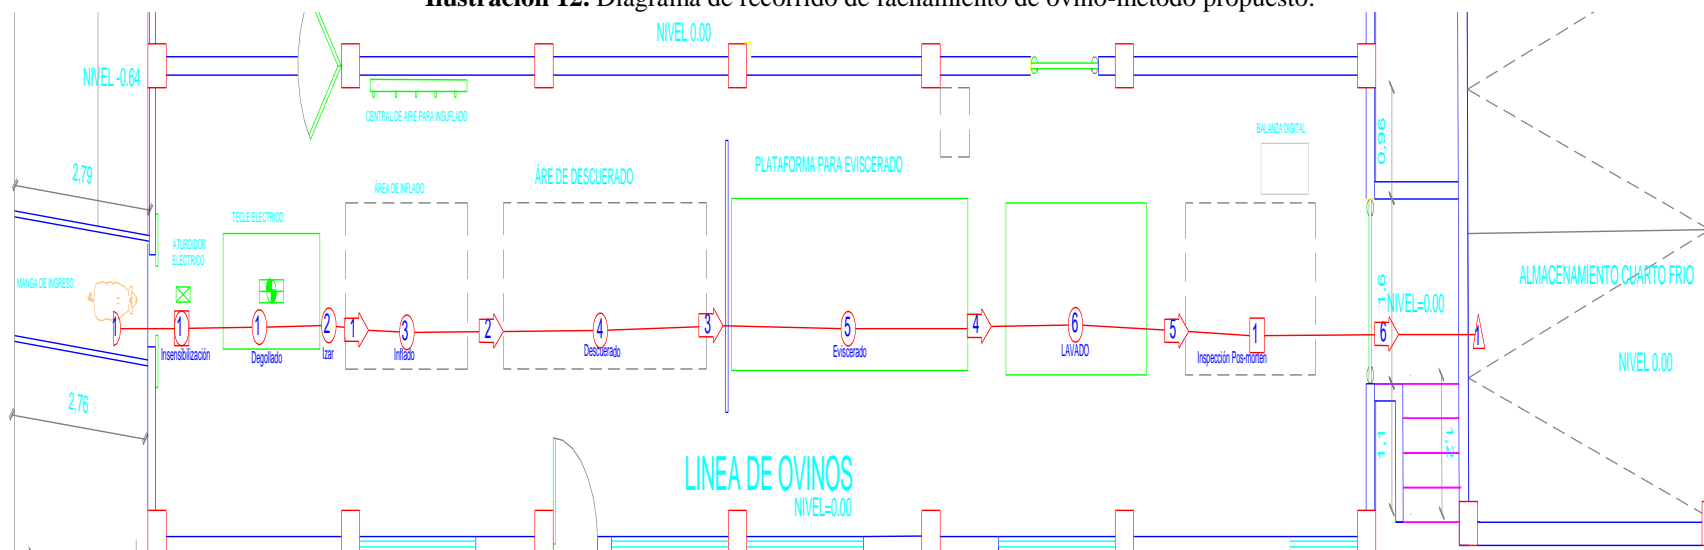 Ilustración 12. Diagrama de recorrido de faenamiento de ovino-método propuesto.
NIVEL 0.00
NIVEL -0.64
CENTRAL DE AIRE PARA INSUFLADO
BALANZA DIGITAL
0,96
PLATAFORMA PARA EVISCERADO
ÁRE DE DESCUERADO
2,79
ÁREA DE INFLADO
TECLE ELECTRICO
ATURDIDOR
ELECTRICO
MANGA DE INGRESO
ALMACENAMIENTO CUARTO FRIO
1,6
NIVEL=0.00
1 1 1 2 1 3 2 4 3 5 4 6 5 1 6 1
Insensibilización
Degollado
Izar
Inflado
Descuerado
Eviscerado
LAVADO
Inspección Pos-morten
NIVEL 0.00
2,76
1,1
1,2
LINEA DE OVINOS
NIVEL=0.00